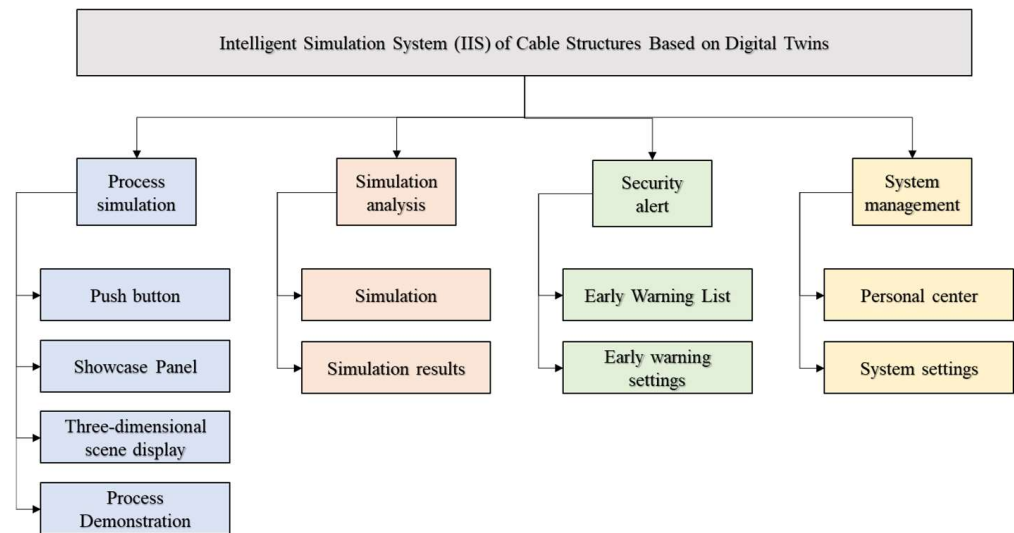 Intelligent Simulation System (IIS) of Cable Structures Based on Digital Twins
Process
simulation
Push button
Showcase Panel
Three-dimensional
scene display
Process
Demonstration
Simulation
analysis
Simulation
Simulation results
Security
alert
Early Warning List
Early warning
settings
System
management
Personal center
System settings